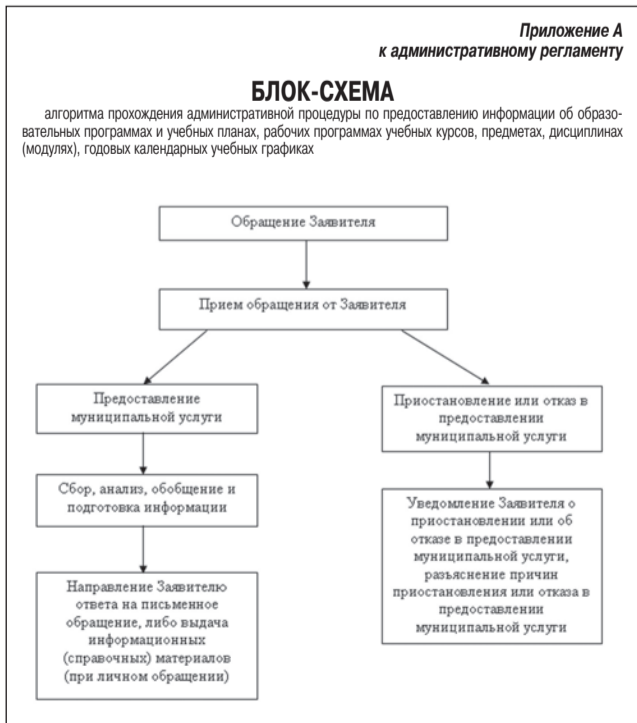 Приложение А
к административному регламенту
БЛОК-СХЕМА
алгоритма прохождения административной процедуры по предоставлению информации об образо-
вательных программах и учебных планах, рабочих программах учебных курсов, предметах, дисциплинах
(модулях), годовых календарных учебных графиках
Обращение Заявителя
Прием обращения от Заявителя
Предоставление
муниципальной услуги
Сбор, анализ, обобщение и
подготовка информации
Направление Заявителю
ответа на письменное
обращение, либо выдача
информационных
(справочных) материалов
(при личном обращении)
Приостановление или отказ в
предоставлении
муниципальной услуги
Уведомление Заявителя о
приостановлении или об
отказе в предоставлении
муниципальной услуги,
разъяснение причин
приостановления или отказа в
предоставлении
муниципальной услуги